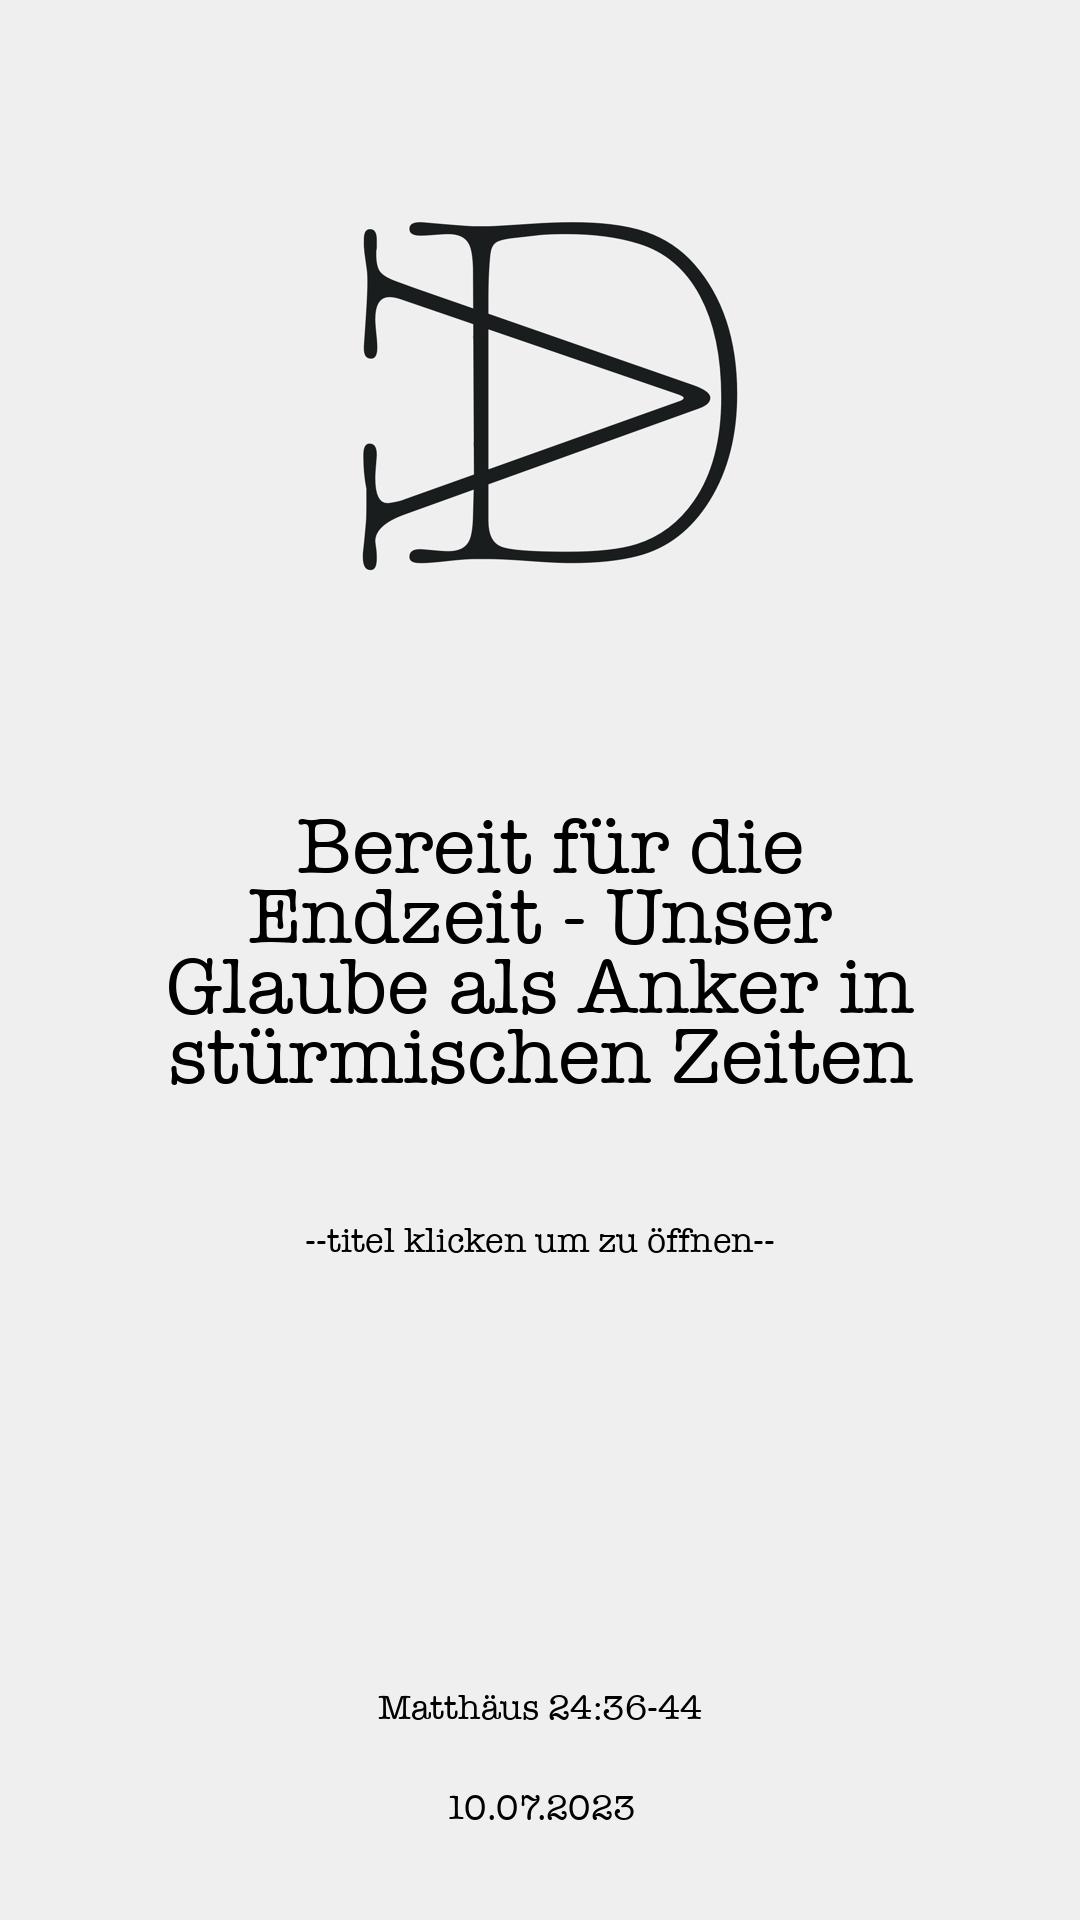 Bereit für die
Endzeit - Unser
Glaube als Anker in
stürmischen Zeiten
--titel klicken um zu öffnen--
Matthäus 24:36-44
10.07.2023